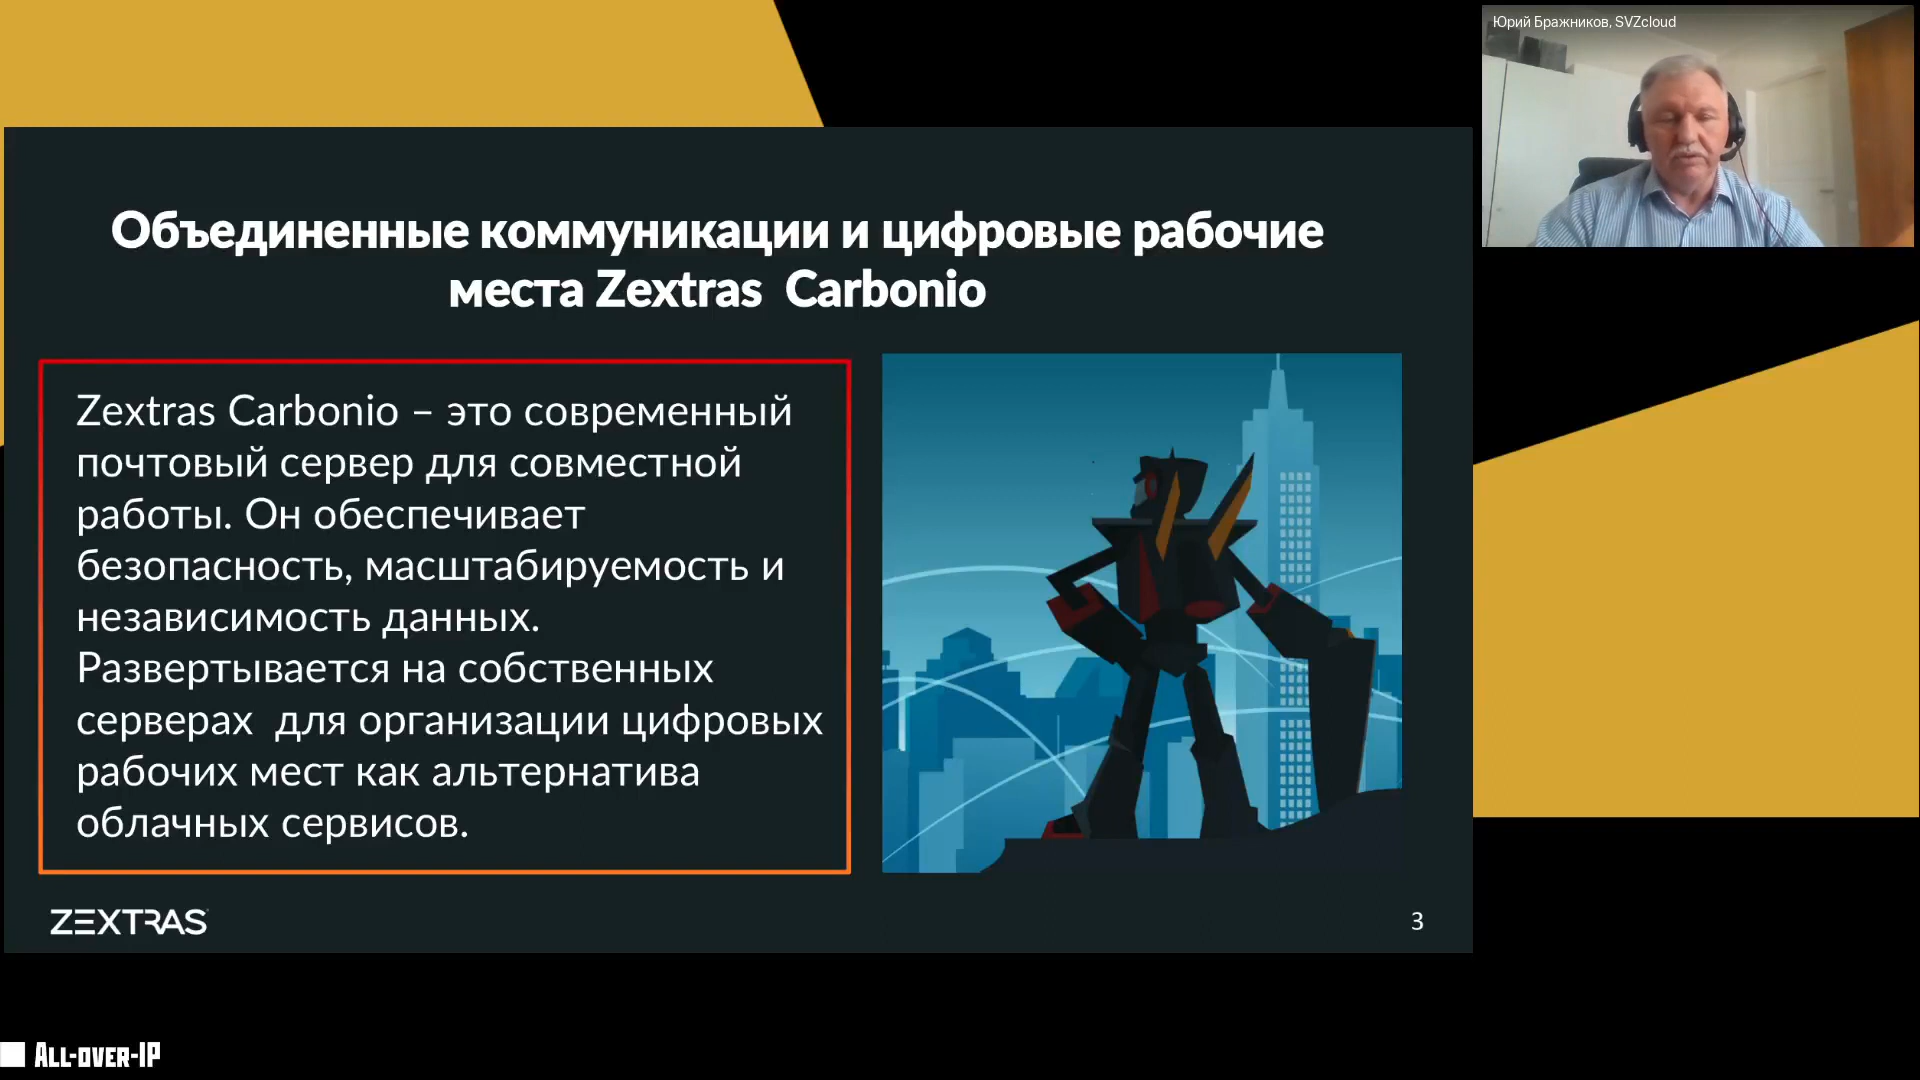 Юрий Бражников, SVZcloud
Объединенные коммуникации и цифровые рабочие
места Zextras Carbonio
Zextras Carbonio – это современный
почтовый сервер для совместной
работы. Он обеспечивает
безопасность, масштабируемость и
независимость данных.
Развертывается на собственных
серверах для организации цифровых
рабочих мест как альтернатива
облачных сервисов.
ZEXTRAS
3
ALL-OVER-IP